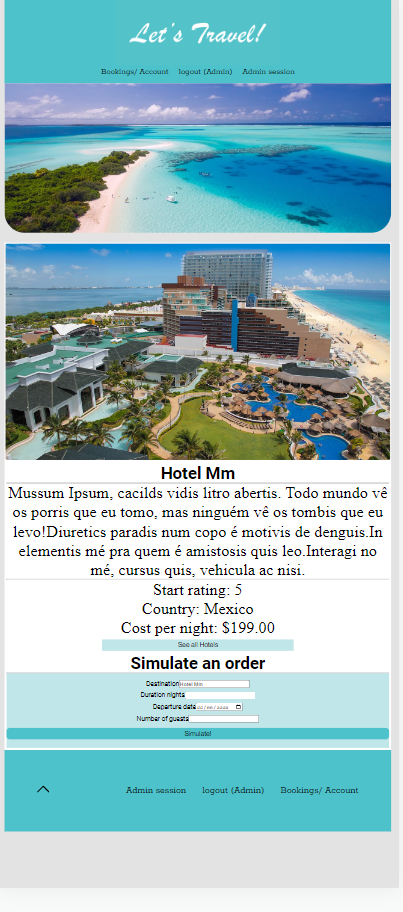 Let's Travel!
Bookings/ Account logout (Admin) Admin session
Hotel Mm
Mussum Ipsum, cacilds vidis litro abertis. Todo mundo vê
os porris que eu tomo, mas ninguém vê os tombis que eu
levo!Diuretics paradis num copo é motivis de denguis.In
elementis mé pra quem é amistosis quis leo.Interagi no
mé, cursus quis, vehicula ac nisi.
Start rating: 5
Country: Mexico
Cost per night: $199.00
See all Hotels
Simulate an order
Destination Hotel Mm
Duration nights
Departure date dd/mm/aaaa
Number of guests
Simulate!
Admin session logout (Admin) Bookings/ Account